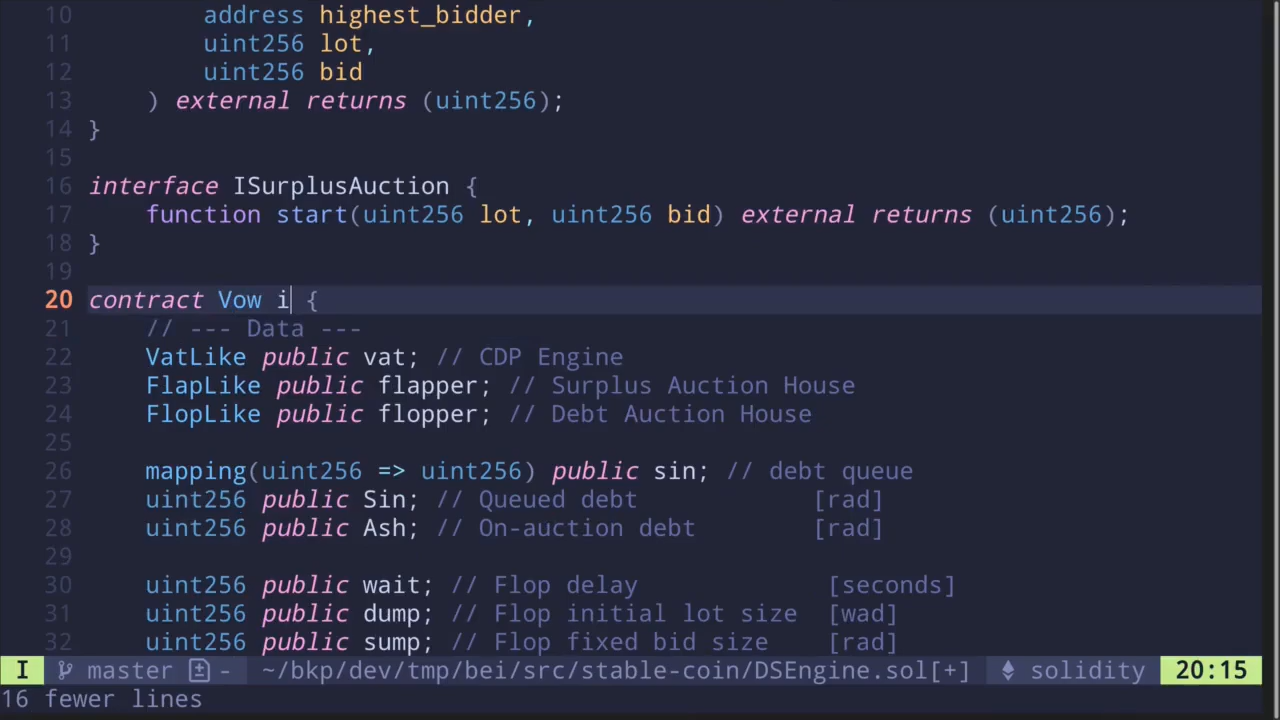 10         address highest_bidder,
11         uint256 lot,
12         uint256 bid
13     ) external returns (uint256);
14 }
15
16 interface ISurplusAuction {
17     function start(uint256 lot, uint256 bid) external returns (uint256);
18 }
19
20 contract Vow i {
21     // --- Data ---
22     VatLike public vat; // CDP Engine
23     FlapLike public flapper; // Surplus Auction House
24     FlopLike public flopper; // Debt Auction House
25
26     mapping(uint256 => uint256) public sin; // debt queue
27     uint256 public Sin; // Queued debt            [rad]
28     uint256 public Ash; // On-auction debt        [rad]
29
30     uint256 public wait; // Flop delay             [seconds]
31     uint256 public dump; // Flop initial lot size  [wad]
32     uint256 public sump; // Flop fixed bid size    [rad]
I master - ~/bkp/dev/tmp/bei/src/stable-coin/DSEngine.sol[+] solidity 20:15
16 fewer lines